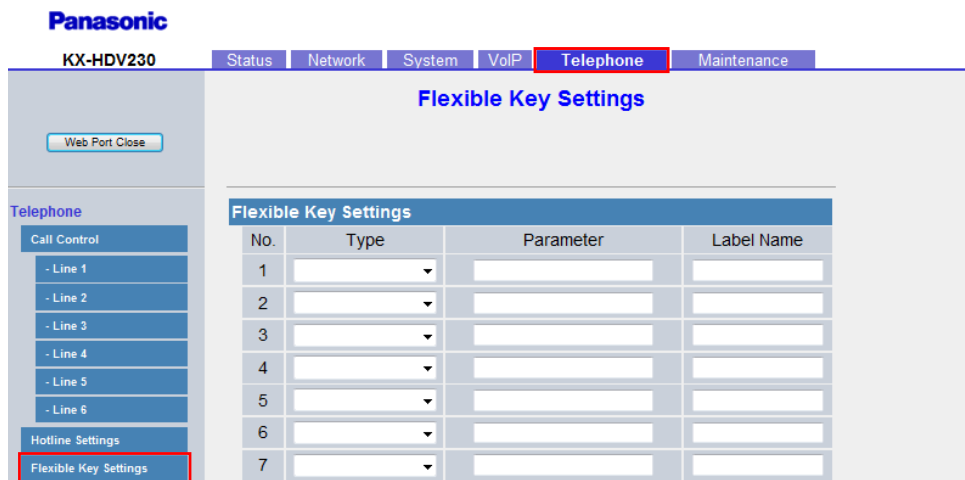 Panasonic
KX-HDV230
Status Network System VoIP Telephone Maintenance
Flexible Key Settings
Web Port Close
Telephone
Call Control
- Line 1
- Line 2
- Line 3
- Line 4
- Line 5
- Line 6
Hotline Settings
Flexible Key Settings
Flexible Key Settings
No. Type Parameter Label Name
1
2
3
4
5
6
7